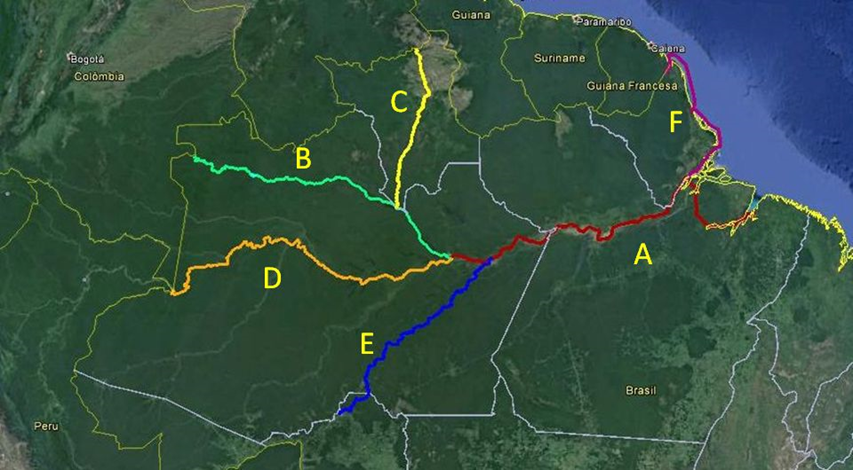 Guiana
Paramaribo
Caiena
Suriname
Bogotá
Colômbia
Guiana Francesa
C
F
B
A
D
E
Brasil
Peru